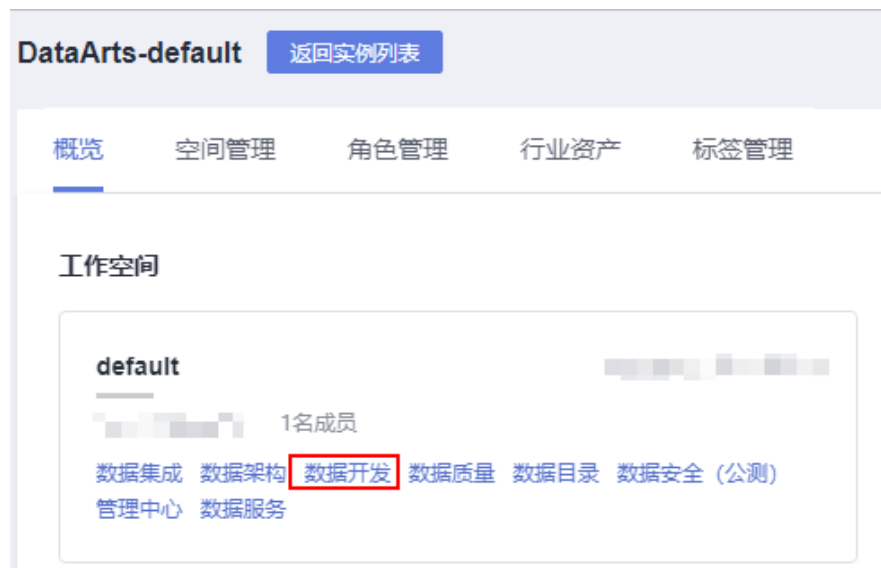 DataArts-default 返回实例列表
概览 空间管理 角色管理 行业资产 标签管理
工作空间
default
1名成员
数据集成 数据架构 数据开发 数据质量 数据目录 数据安全 (公测)
管理中心 数据服务